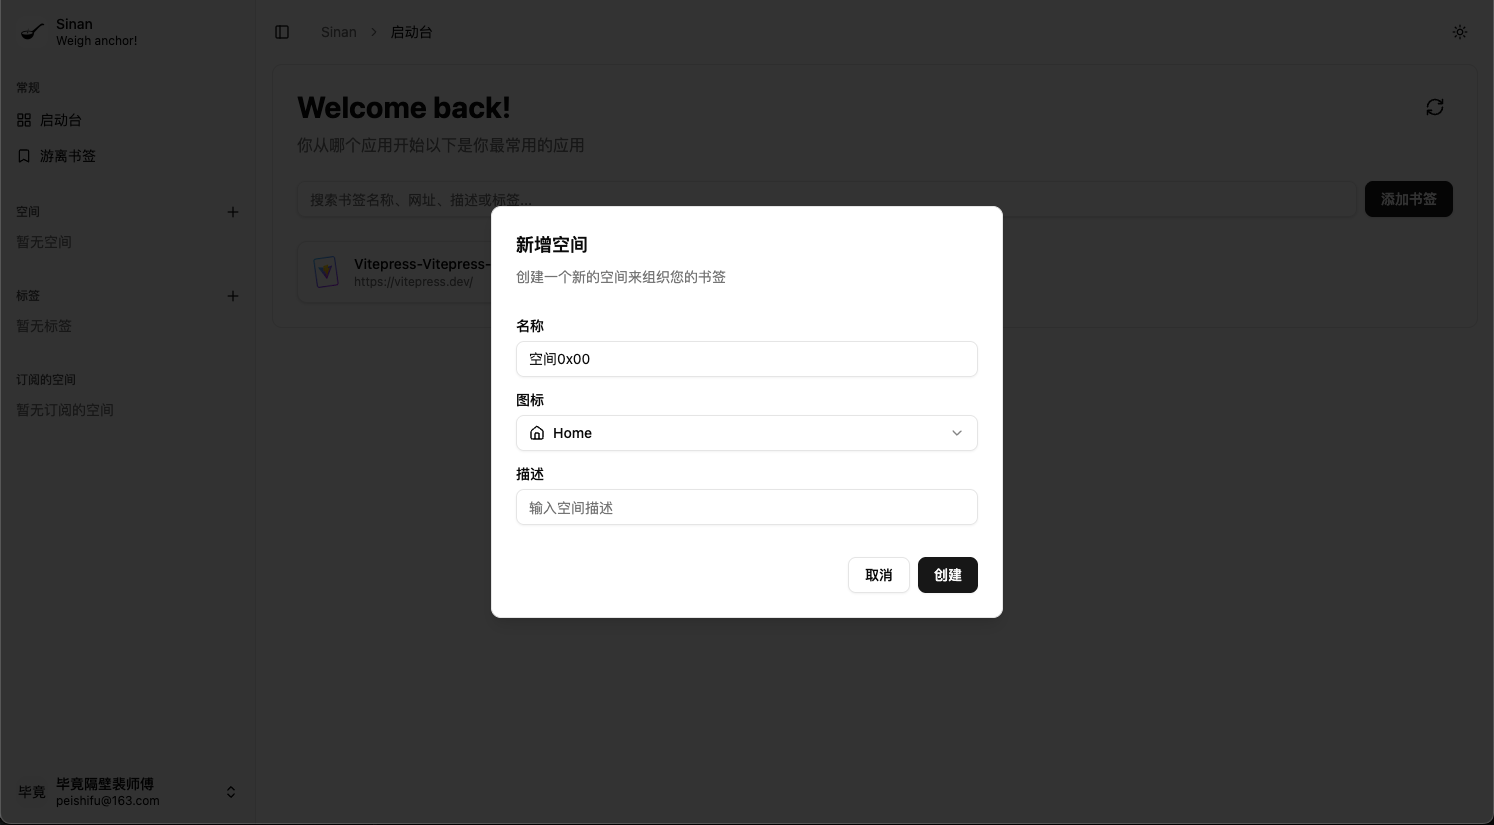 Sinan
Weigh anchor!
常规
启动台
游离书签
空间
暂无空间
标签
暂无标签
订阅的空间
暂无订阅的空间
毕竟
毕竟隔壁裴师傅
peishifu@163.com
Sinan
启动台
Welcome back!
你从哪个应用开始以下是你最常用的应用
搜索书签名称、网址、描述或标签...
添加书签
Vitepress-Vitepress-
https://vitepress.dev/
新增空间
创建一个新的空间来组织您的书签
名称
空间0x00
图标
Home
描述
输入空间描述
取消
创建